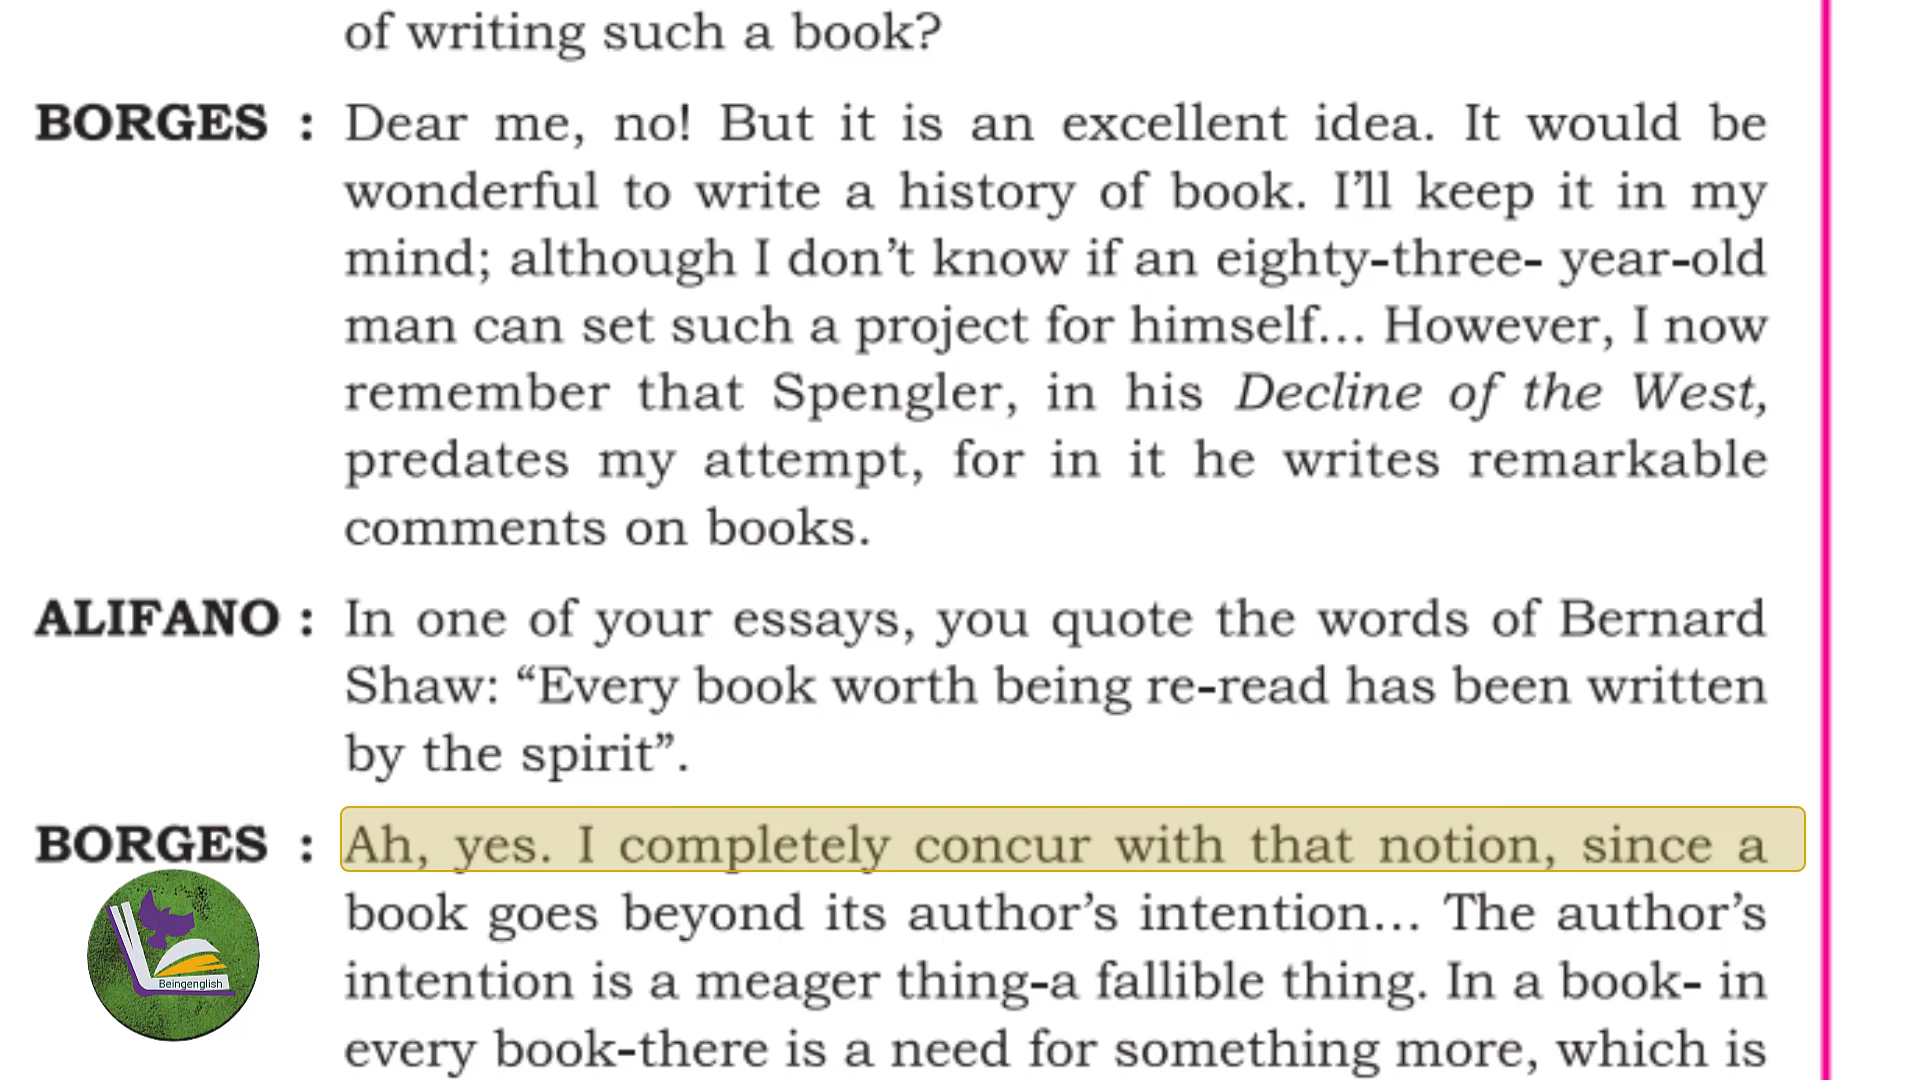 of writing such a book?
BORGES : Dear me, no! But it is an excellent idea. It would be
wonderful to write a history of book. I'll keep it in my
mind; although I don't know if an eighty-three- year-old
man can set such a project for himself... However, I now
remember that Spengler, in his Decline of the West,
predates my attempt, for in it he writes remarkable
comments on books.
ALIFANO : In one of your essays, you quote the words of Bernard
Shaw: “Every book worth being re-read has been written
by the spirit”.
BORGES : Ah, yes. I completely concur with that notion, since a
book goes beyond its author's intention... The author's
intention is a meager thing-a fallible thing. In a book- in
every book-there is a need for something more, which is
Beingenglish